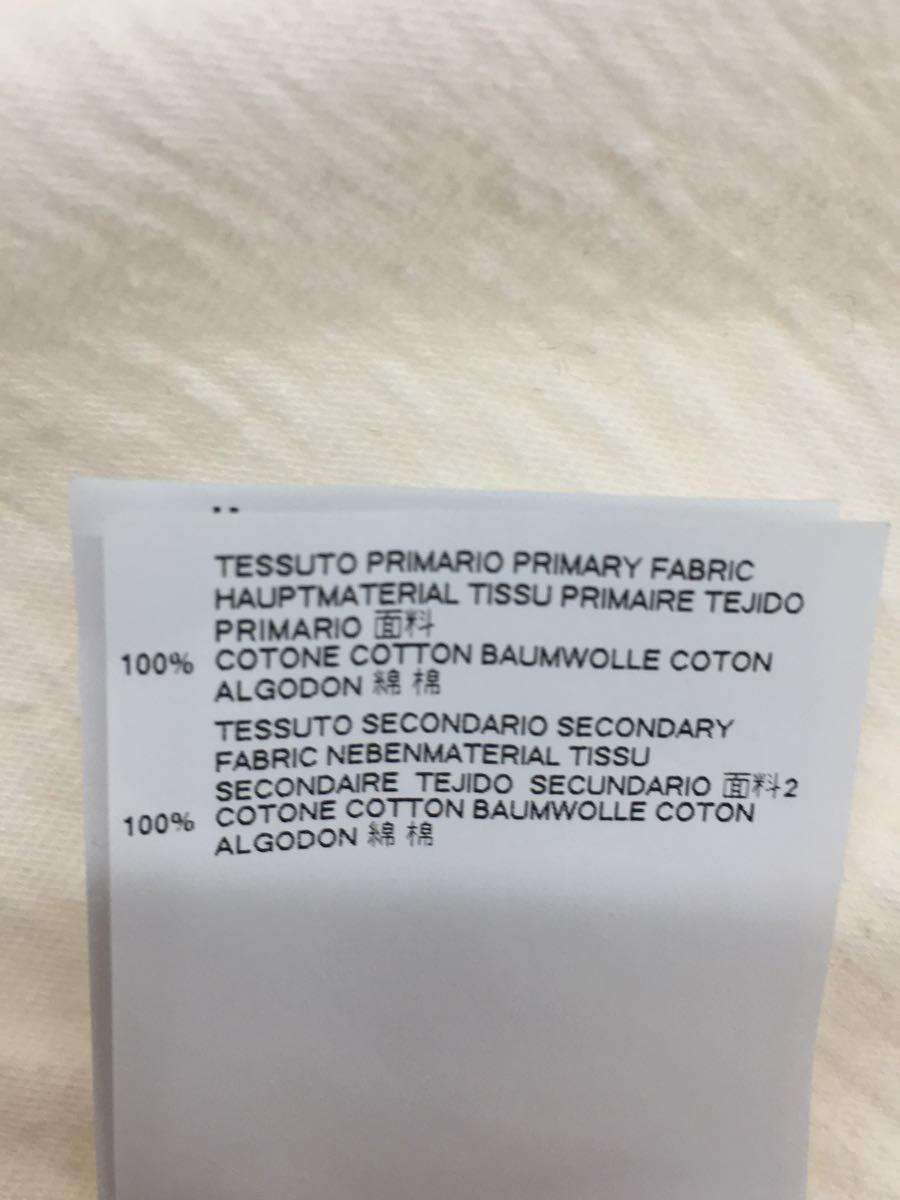 TESSUTO PRIMARIO PRIMARY FABRIC
HAUPTMATERIAL TISSU PRIMAIRE TEJIDO
PRIMARIO 面料
100% COTONE COTTON BAUMWOLLE COTON
ALGODON 綿 棉
TESSUTO SECONDARIO SECONDARY
FABRIC NEBENMATERIAL TISSU
SECONDAIRE TEJIDO SECUNDARIO 面料2
100% COTONE COTTON BAUMWOLLE COTON
ALGODON 綿 棉